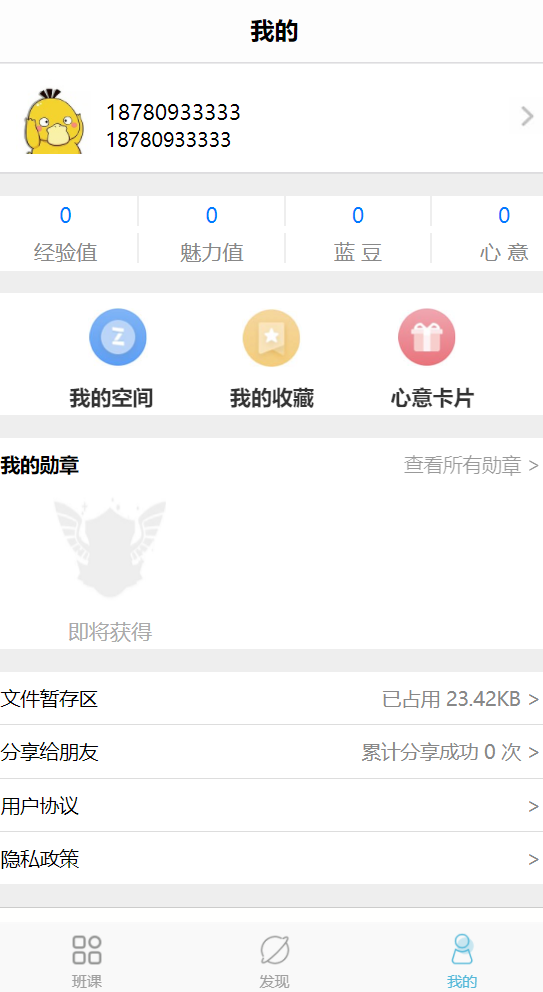 我的
18780933333
18780933333
>
0 0 0 0
经验值 魅力值 蓝 豆 心 意
Z
我的空间 我的收藏 心意卡片
我的勋章 查看所有勋章 >
即将获得
文件暂存区 已占用 23.42KB >
分享给朋友 累计分享成功 0 次 >
用户协议 >
隐私政策 >
班课 发现 我的